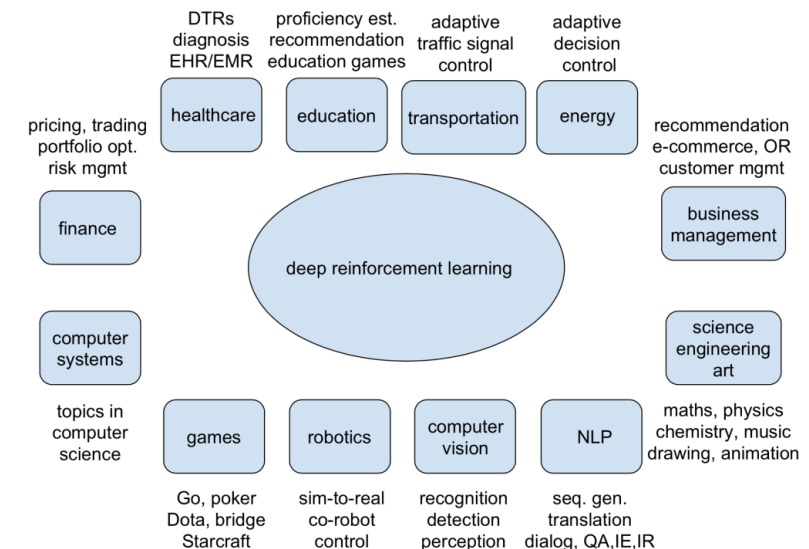 DTRs
diagnosis
EHR/EMR
proficiency est.
recommendation
education games
adaptive
traffic signal
control
adaptive
decision
control
healthcare
education
transportation
energy
pricing, trading
portfolio opt.
risk mgmt
recommendation
e-commerce, OR
customer mgmt
finance
business
management
deep reinforcement learning
computer
systems
science
engineering
art
topics in
computer
science
games
robotics
computer
vision
NLP
maths, physics
chemistry, music
drawing, animation
Go, poker
Dota, bridge
Starcraft
sim-to-real
co-robot
control
recognition
detection
perception
seq. gen.
translation
dialog, QA,IE,IR